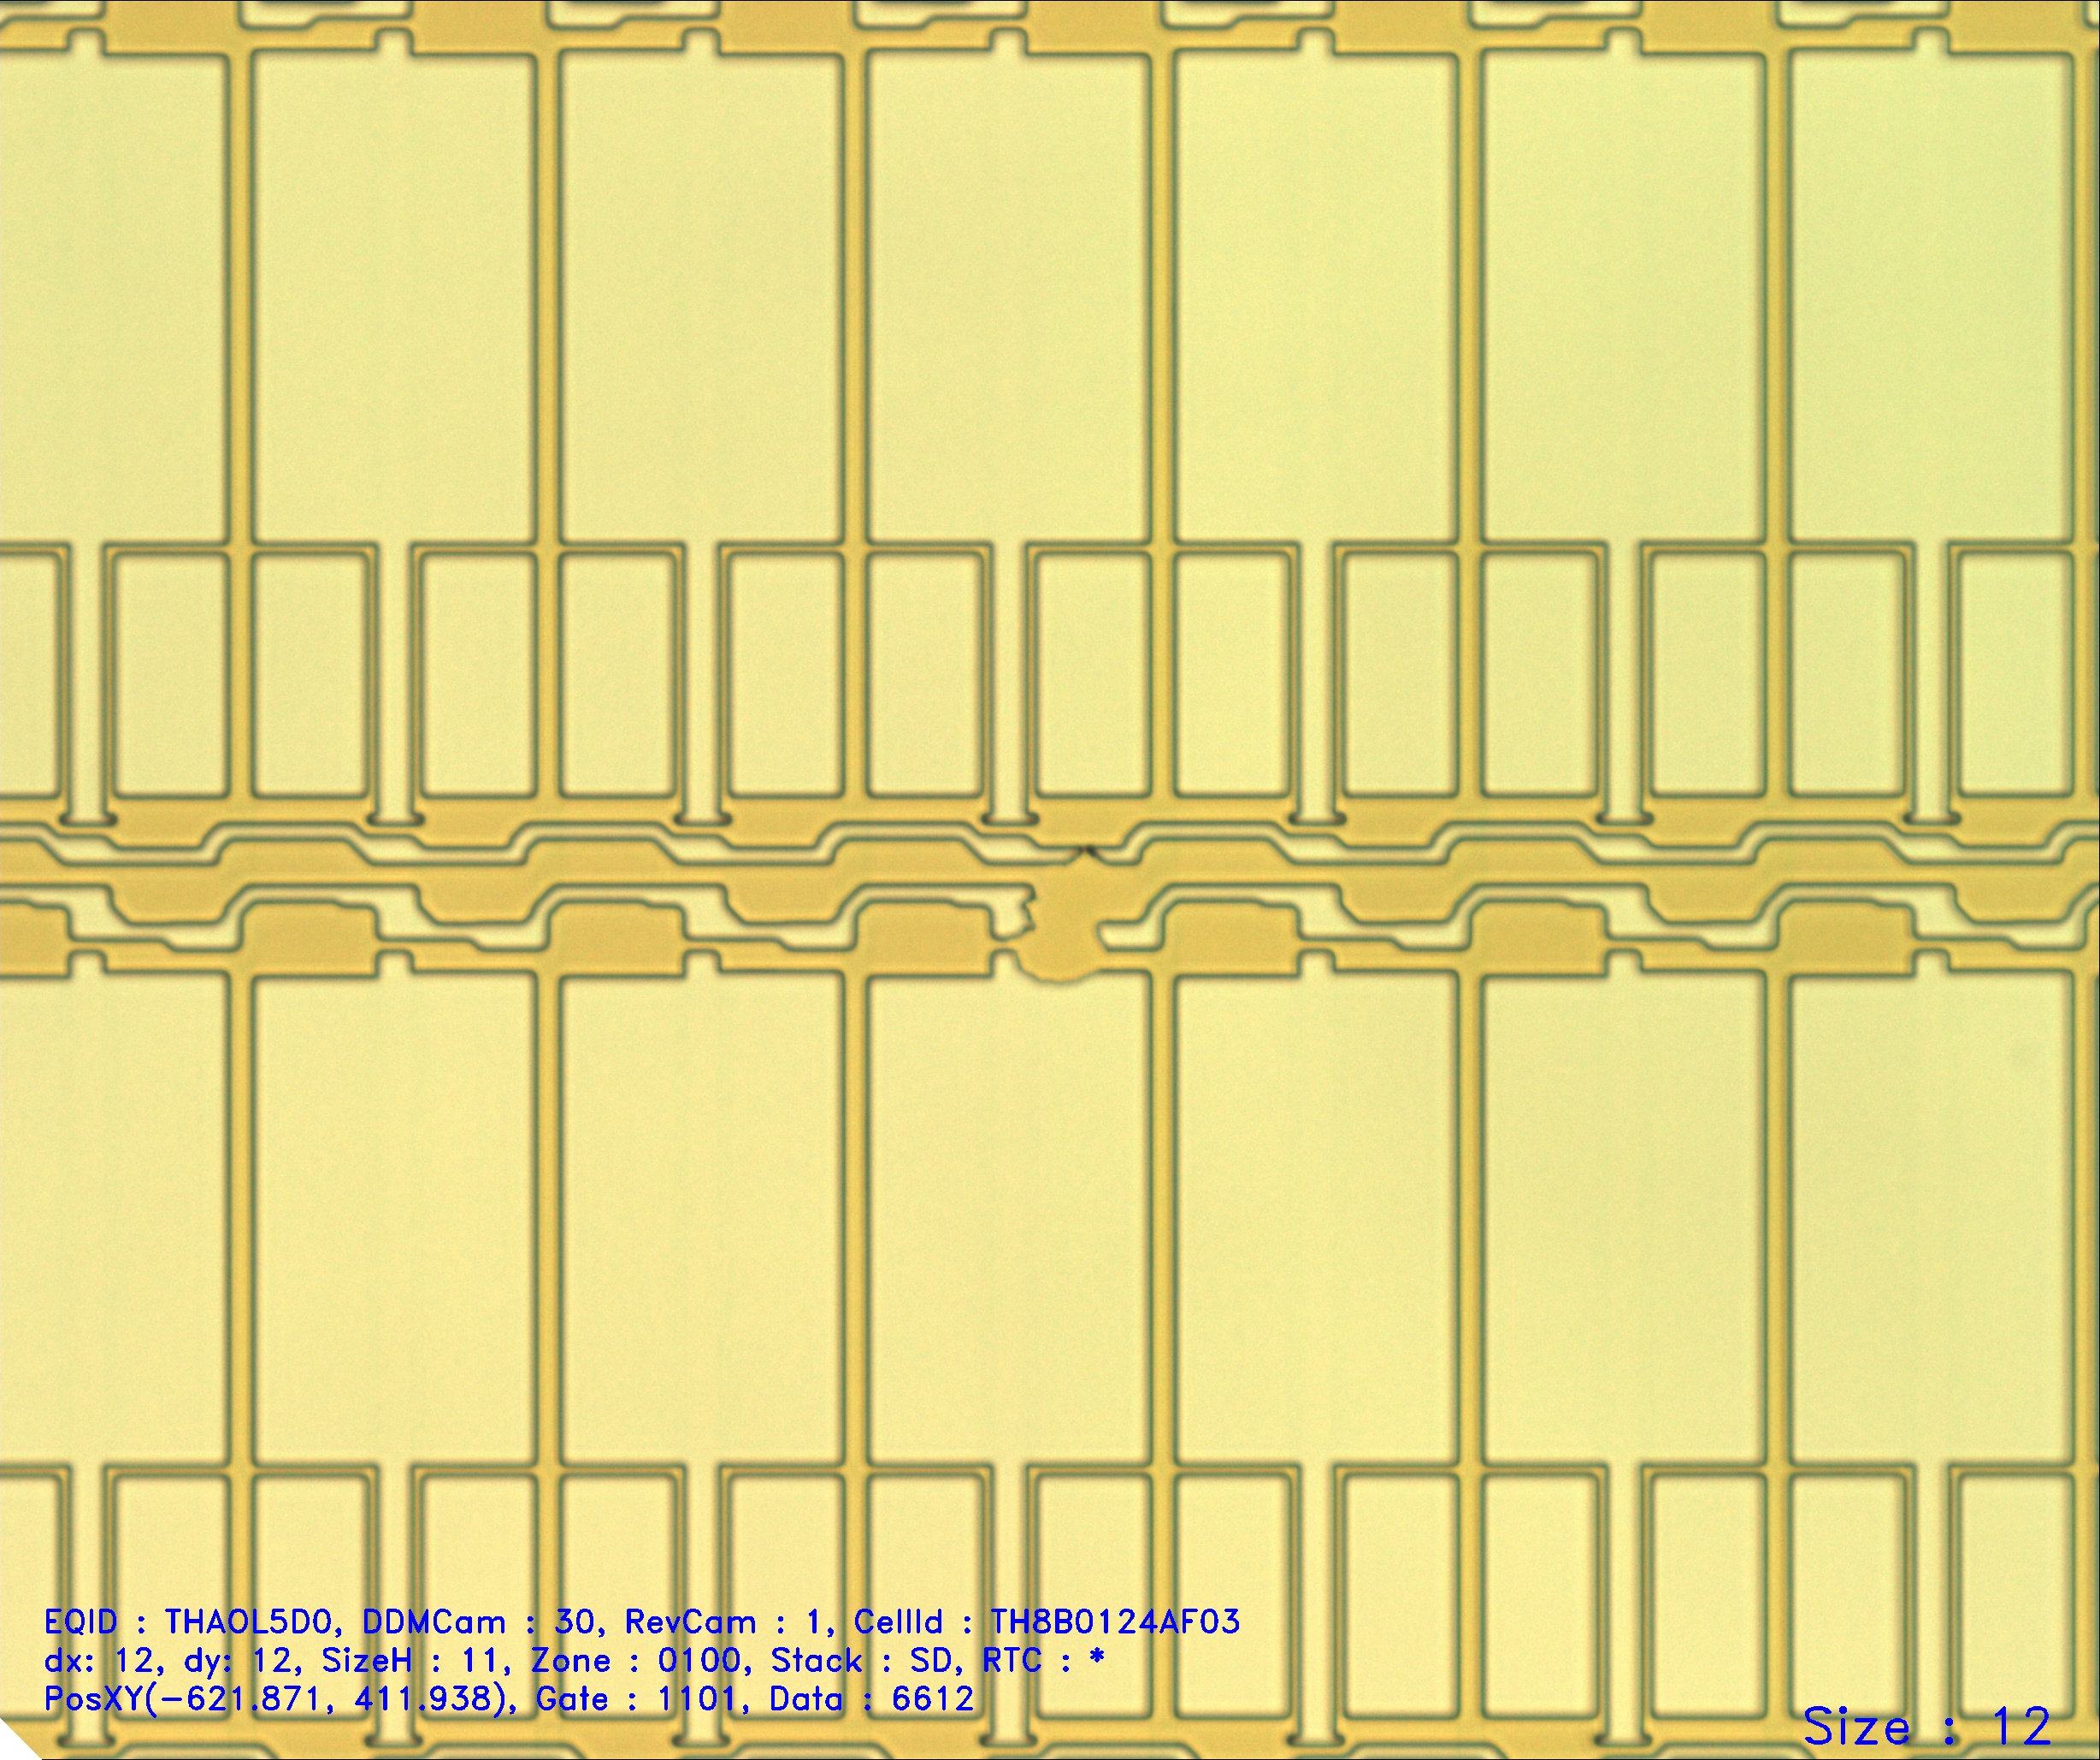 EQID : THAOL5D0, DDMCam : 30, RevCam : 1, CellId : TH8B0124AF03
dx: 12, dy: 12, SizeH : 11, Zone : 0100, Stack : SD, RTC : *
PosXY(-621.871, 411.938), Gate : 1101, Data : 6612
Size : 12